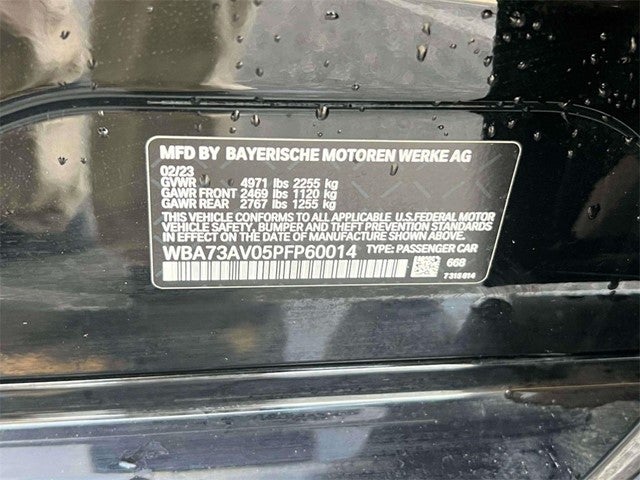 MFD BY BAYERISCHE MOTOREN WERKE AG
02/23
GVWR 4971 lbs 2255 kg
GAWR FRONT 2469 lbs 1120 kg
GAWR REAR 2767 lbs 1255 kg
THIS VEHICLE CONFORMS TO ALL APPLICABLE U.S.FEDERAL MOTOR
VEHICLE SAFETY, BUMPER, AND THEFT PREVENTION STANDARDS
IN EFFECT ON THE DATE OF MANUFACTURE SHOWN ABOVE.
WBA73AV05PFP60014 TYPE: PASSENGER CAR
668
7315014